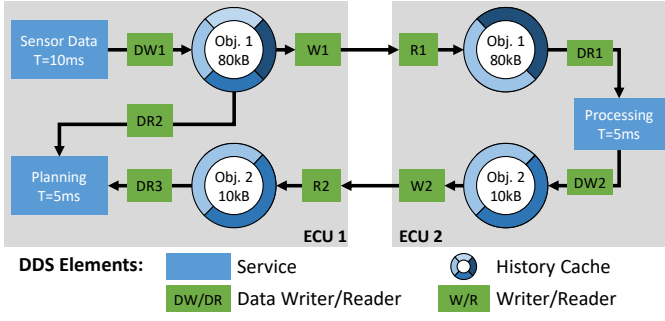 Sensor Data
T=10ms
DW1
Obj. 1
80kB
W1
R1
Obj. 1
80kB
DR1
DR2
Processing
T=5ms
Planning
T=5ms
DR3
Obj. 2
10kB
R2
W2
Obj. 2
10kB
DW2
ECU 1
ECU 2
DDS Elements:
Service
History Cache
DW/DR
Data Writer/Reader
W/R
Writer/Reader